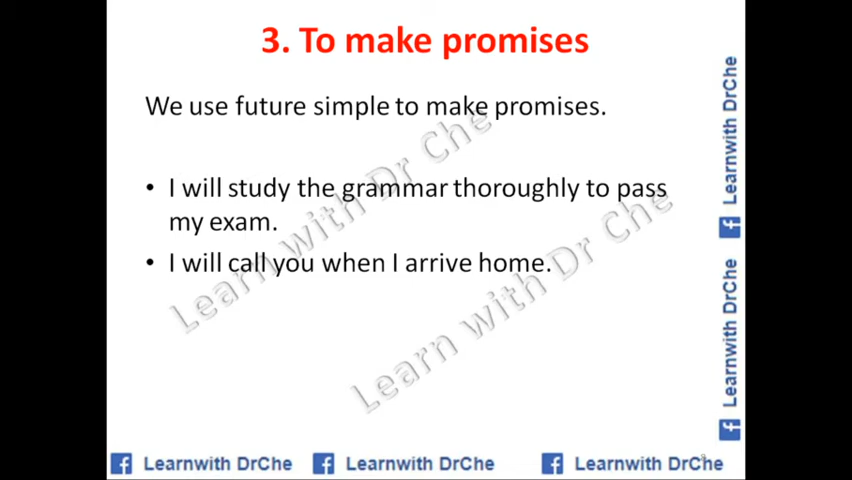 3. To make promises
We use future simple to make promises.
• I will study the grammar thoroughly to pass
my exam.
• I will call you when I arrive home.
Learn with Dr Che
Learn with Dr Che
Learnwith DrChe
Learnwith DrChe
Learnwith DrChe
Learnwith DrChe
Learnwith DrChe